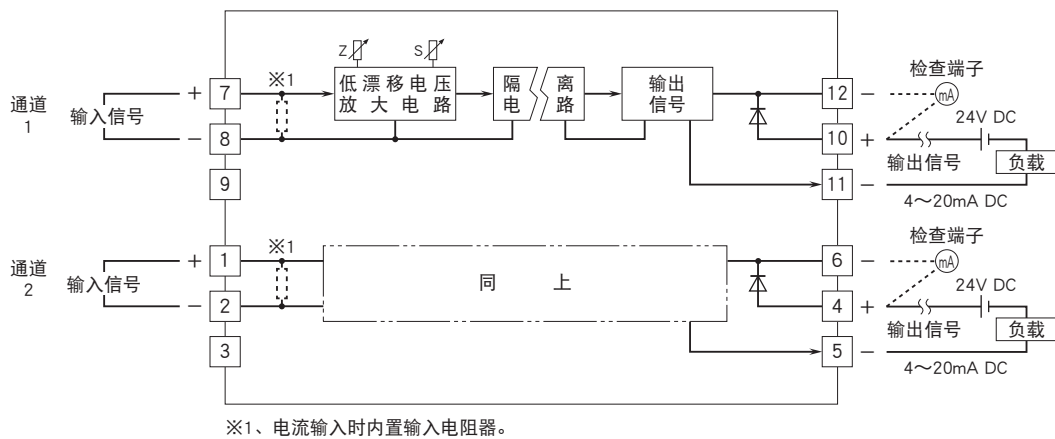 通道
1
输入信号
+ 7
− 8
9
※1
Z
S
低漂移电压
放大电路
隔离
电路
输出
信号
12 −
10 +
11 −
检查端子
mA
24V DC
输出信号
负载
4～20mA DC
通道
2
输入信号
+ 1
− 2
3
※1
同上
6 −
4 +
5 −
检查端子
mA
24V DC
输出信号
负载
4～20mA DC
※1、电流输入时内置输入电阻器。